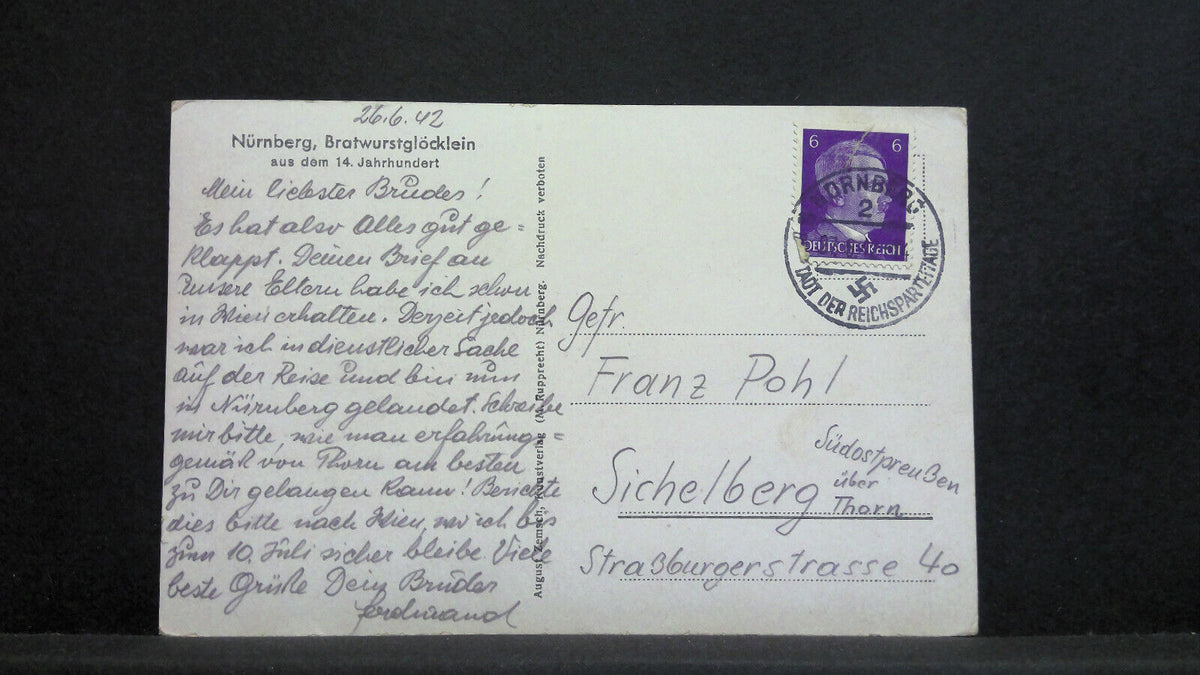 26.6.42
Nürnberg, Bratwurstglöcklein
aus dem 14. Jahrhundert
Mein liebster Bruder!
Es hat also Alles gut ge=
klappt. Deinen Brief an
unsere Eltern habe ich schon
in Wien erhalten. Derzeit jedoch
war ich in dienstlicher Sache
auf der Reise und bin nun
in Nürnberg gelandet. Schreibe
mir bitte, wie man erfahrungs=
gemäß von Thorn am besten
zu Dir gelangen kann! Berichte
dies bitte nach Wien, wo ich bis
zum 10. Juli sicher bleibe. Viele
beste Grüße Dein Bruder
Ferdinand
August Zemsch, Kunstverlag (M. Rupprecht) Nürnberg. Nachdruck verboten
6 6
DEUTSCHES REICH
NÜRNBERG
2
STADT DER REICHSPARTEITAGE
Gefr.
Franz Pohl
Sichelberg
Südostpreußen
über
Thorn
Straßburgerstrasse 40